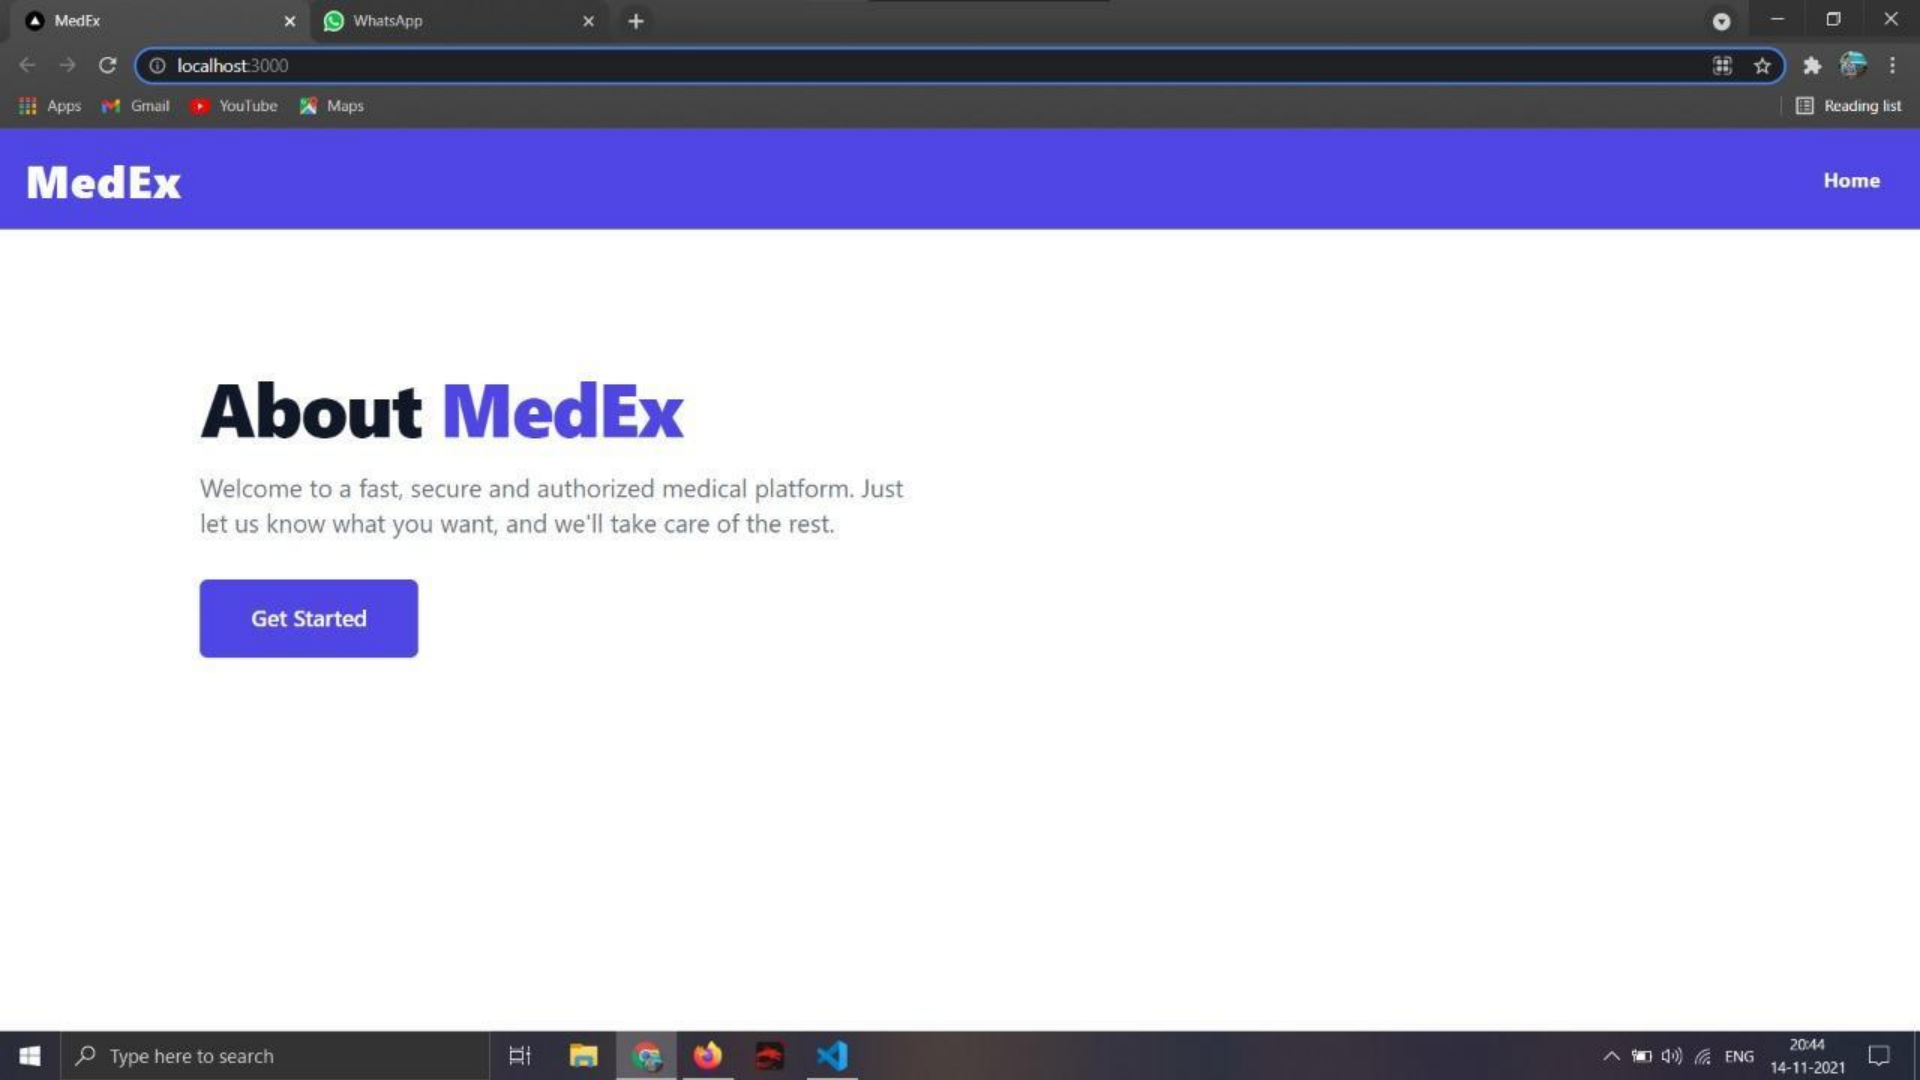 MedEx
WhatsApp
localhost:3000
Apps
Gmail
YouTube
Maps
Reading list
MedEx
Home
About MedEx
Welcome to a fast, secure and authorized medical platform. Just
let us know what you want, and we'll take care of the rest.
Get Started
Type here to search
ENG
20:44
14-11-2021